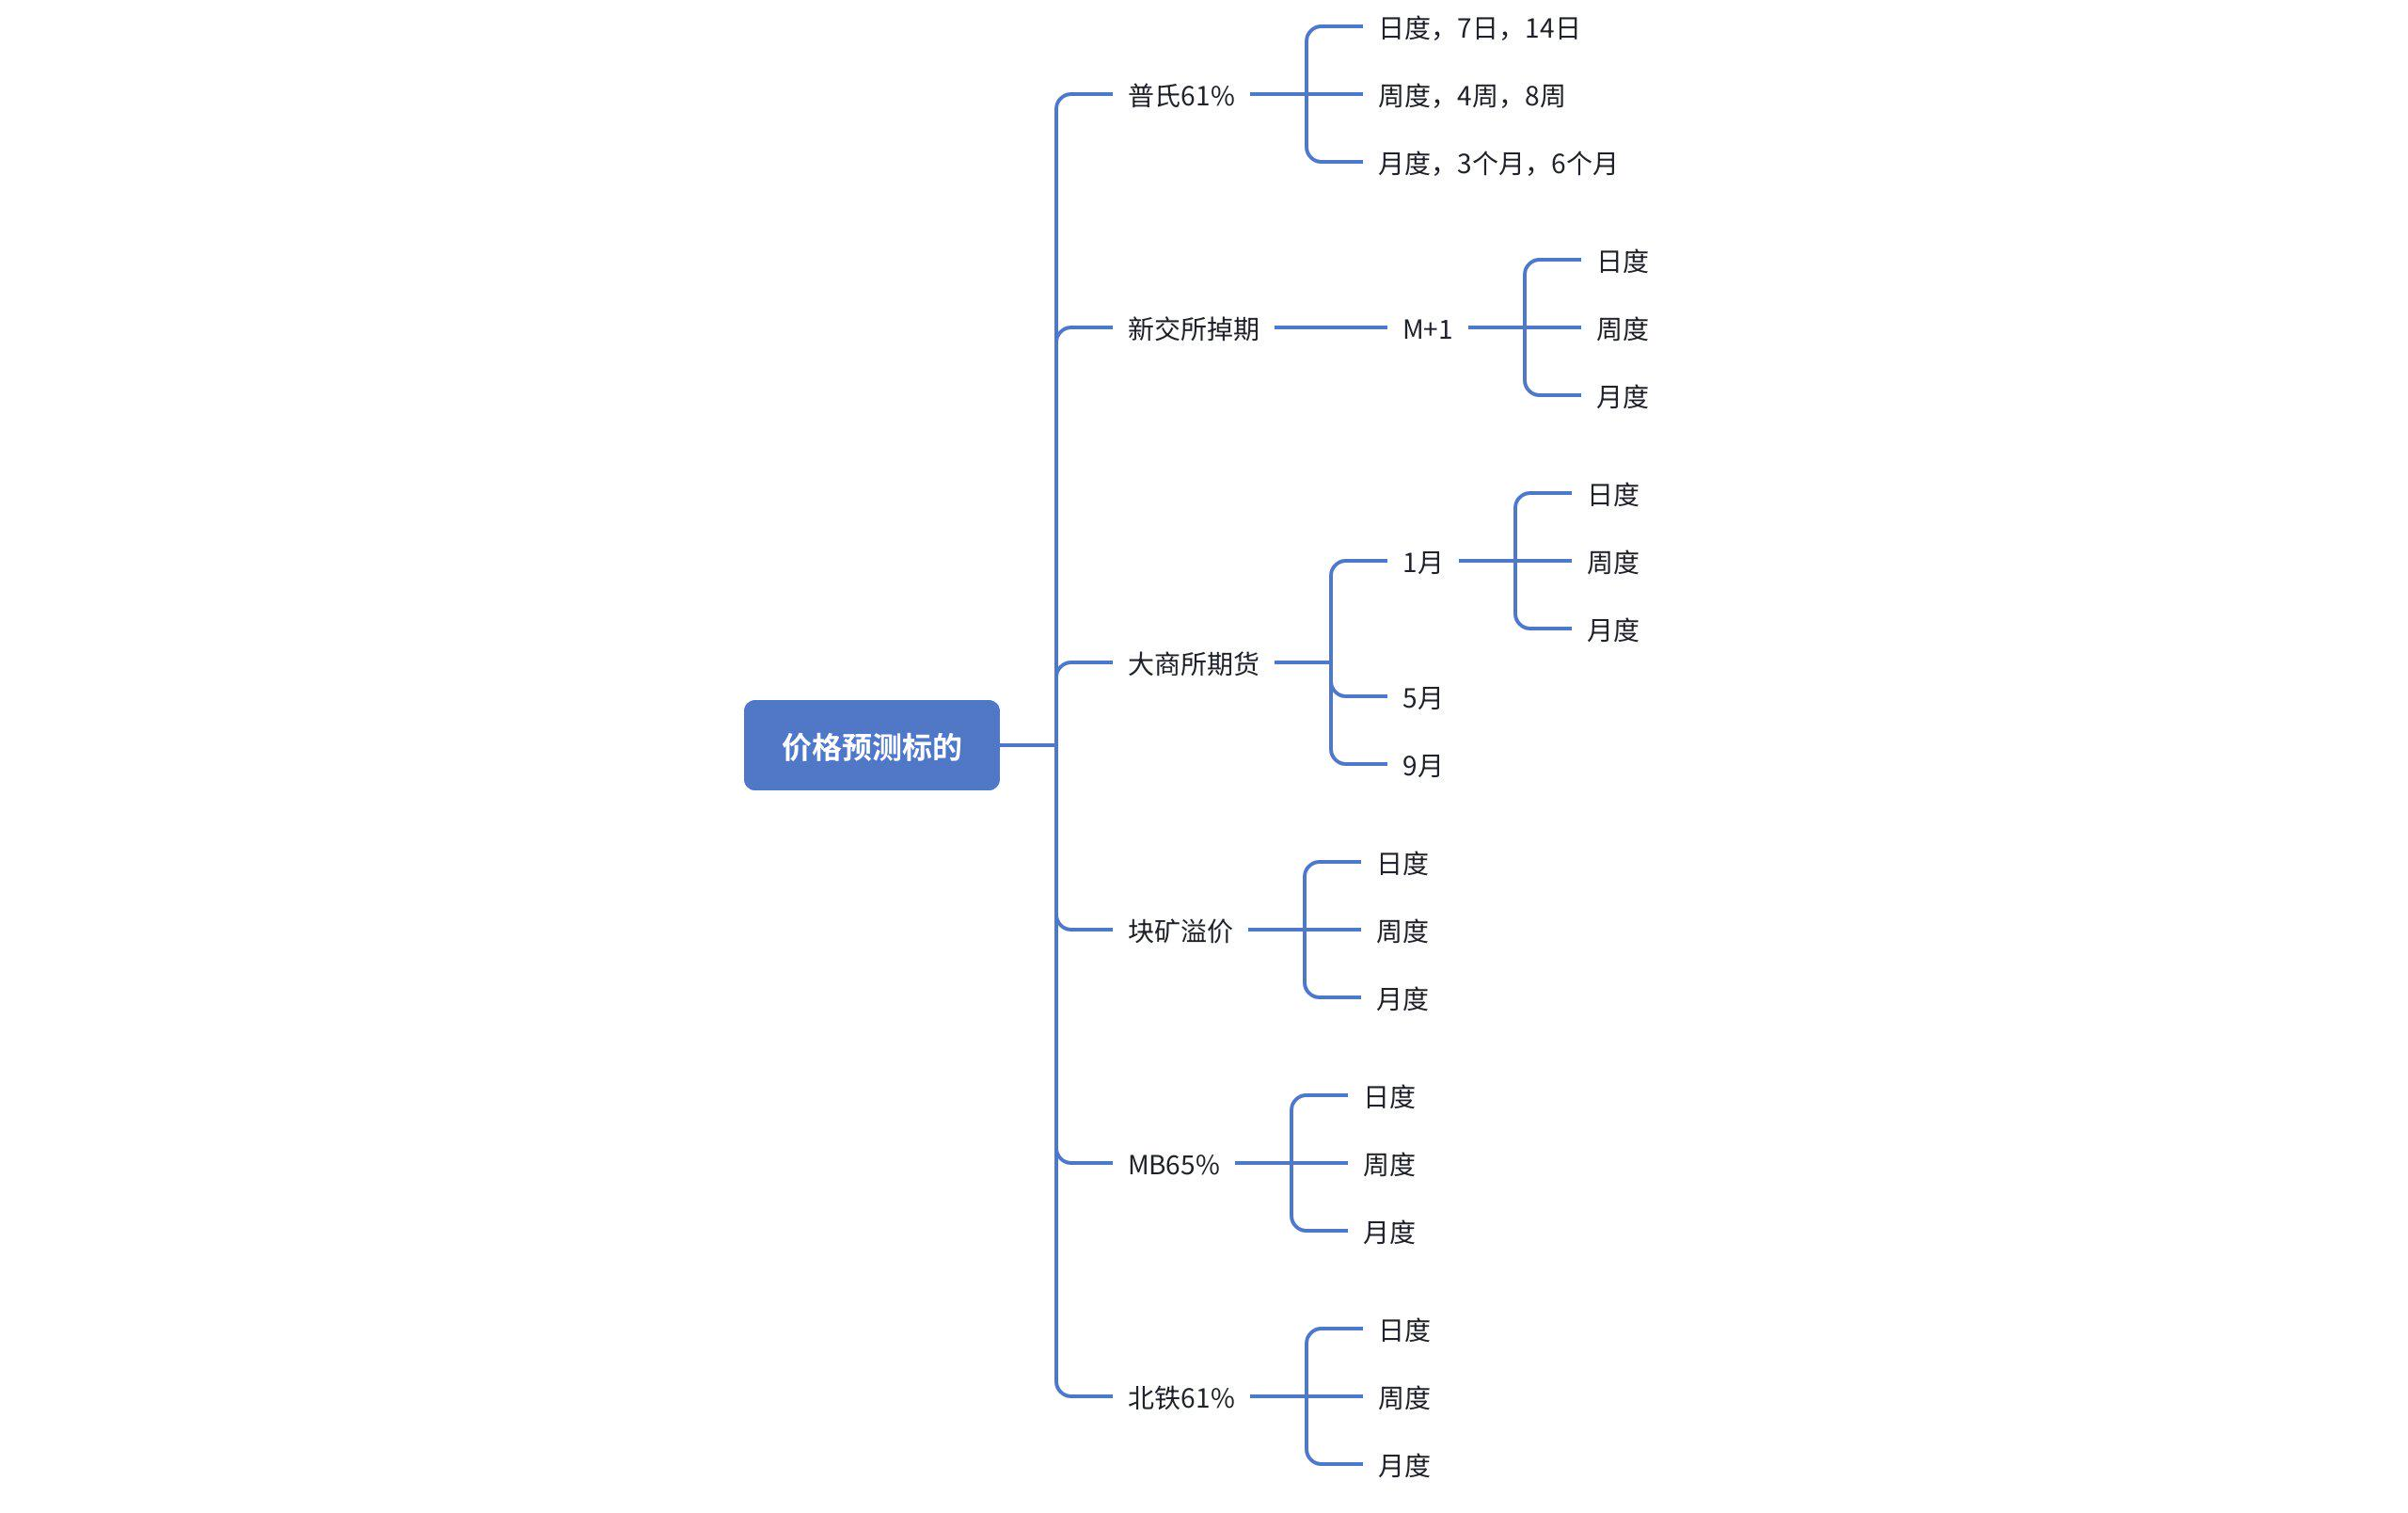 价格预测标的
普氏61%
日度，7日，14日
周度，4周，8周
月度，3个月，6个月
新交所掉期
M+1
日度
周度
月度
大商所期货
1月
日度
周度
月度
5月
9月
块矿溢价
日度
周度
月度
MB65%
日度
周度
月度
北铁61%
日度
周度
月度